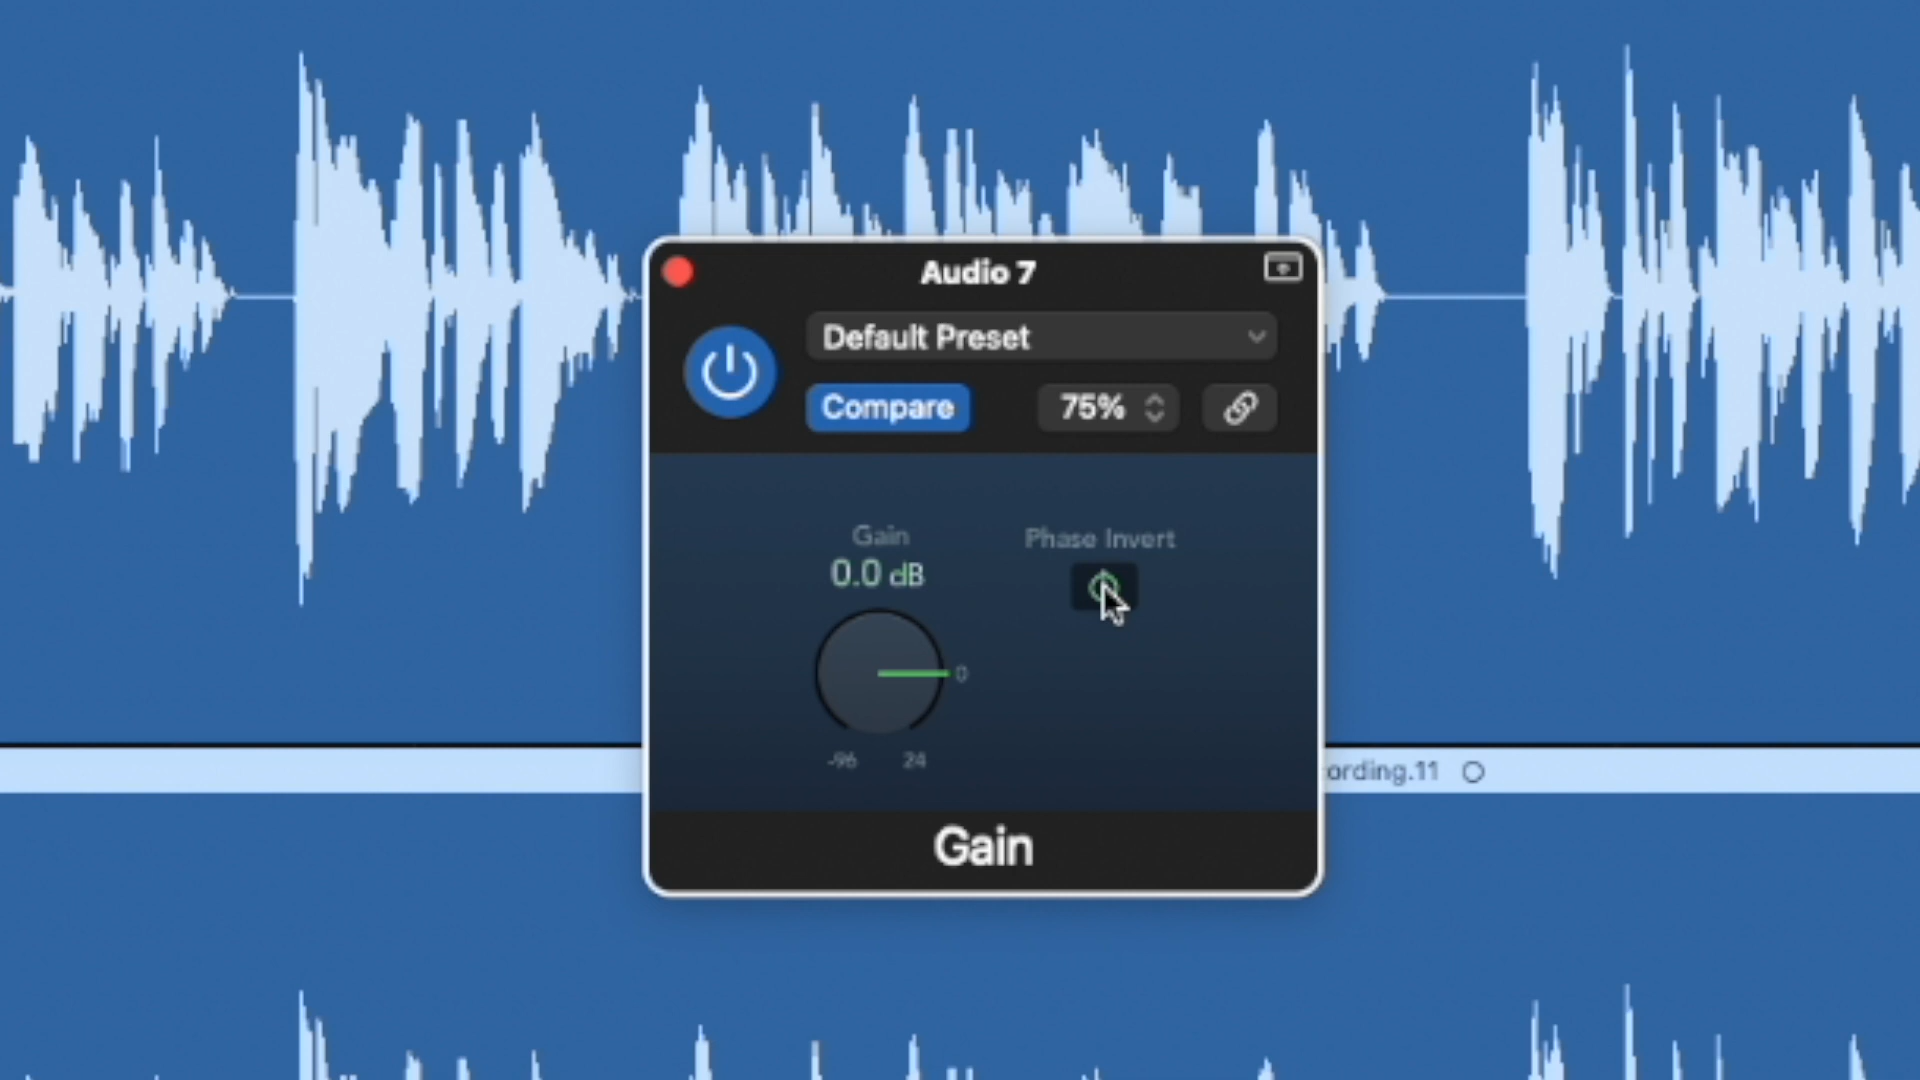 Audio 7
Default Preset
Compare
75%
Gain
Phase Invert
0.0 dB
0
-96
24
ording.11
Gain